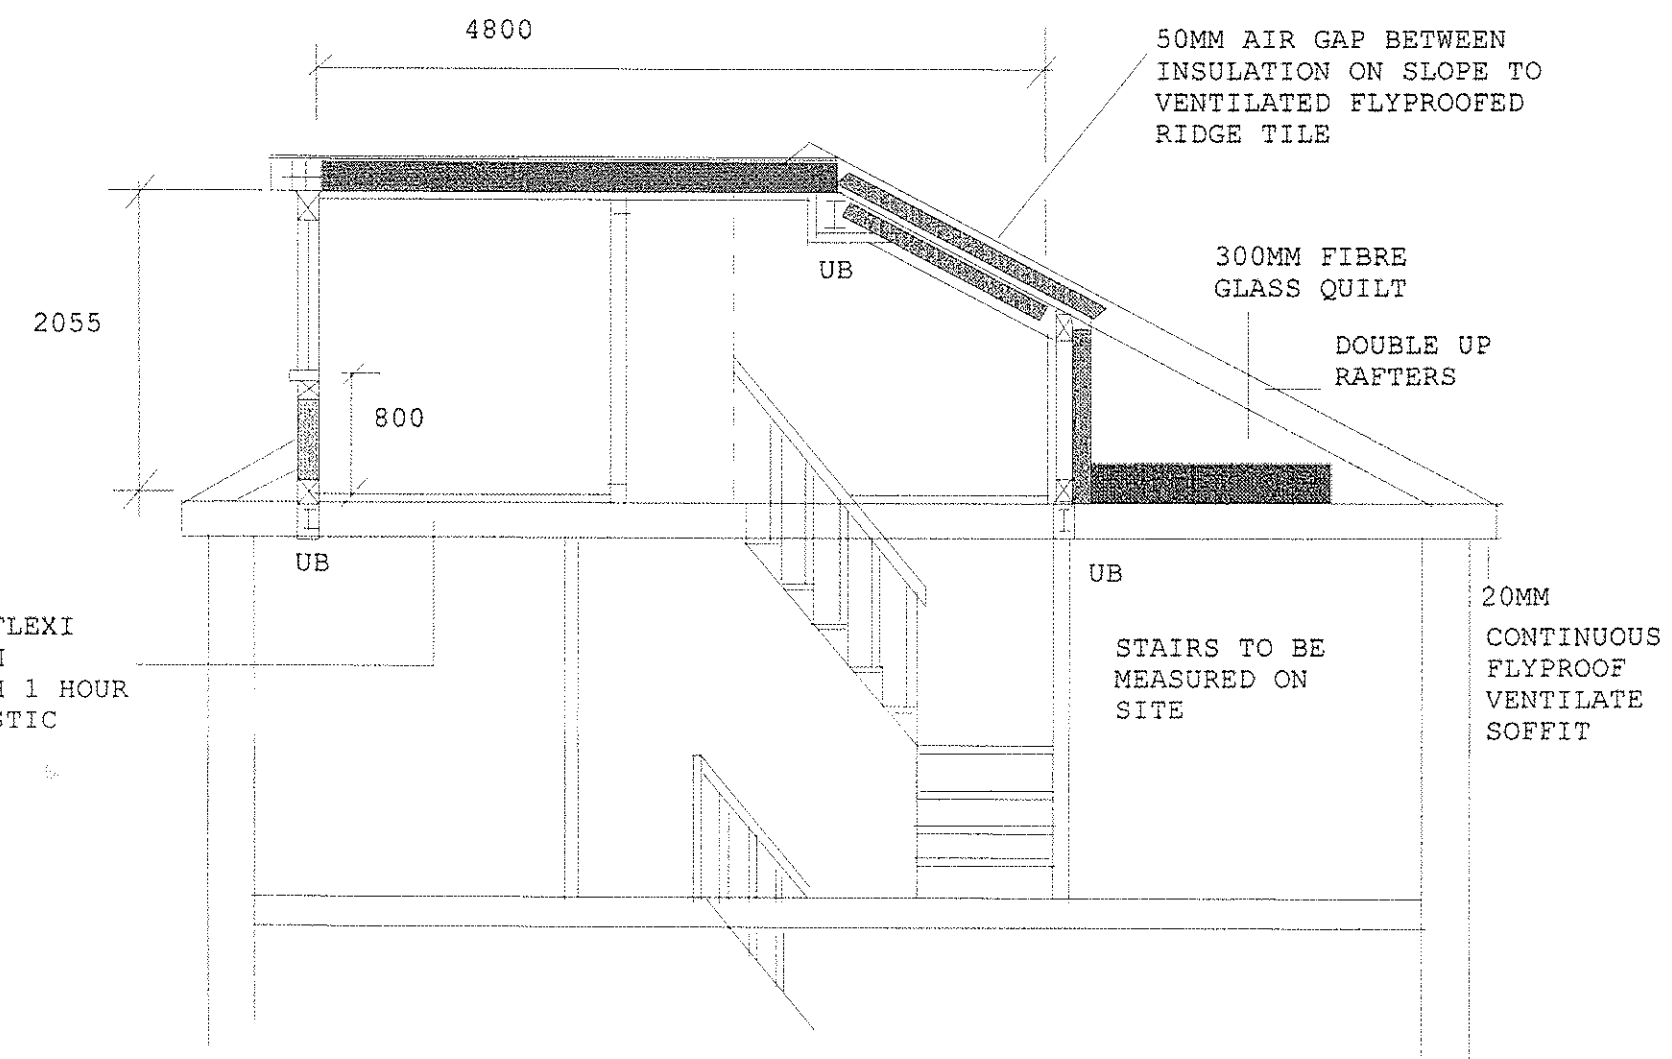 4800
50MM AIR GAP BETWEEN
INSULATION ON SLOPE TO
VENTILATED FLYPROOFED
RIDGE TILE
UB
300MM FIBRE
GLASS QUILT
2055
DOUBLE UP
RAFTERS
800
UB
UB
20MM
CONTINUOUS
FLYPROOF
VENTILATE
SOFFIT
STAIRS TO BE
MEASURED ON
SITE
FLEXI
1 HOUR
STIC